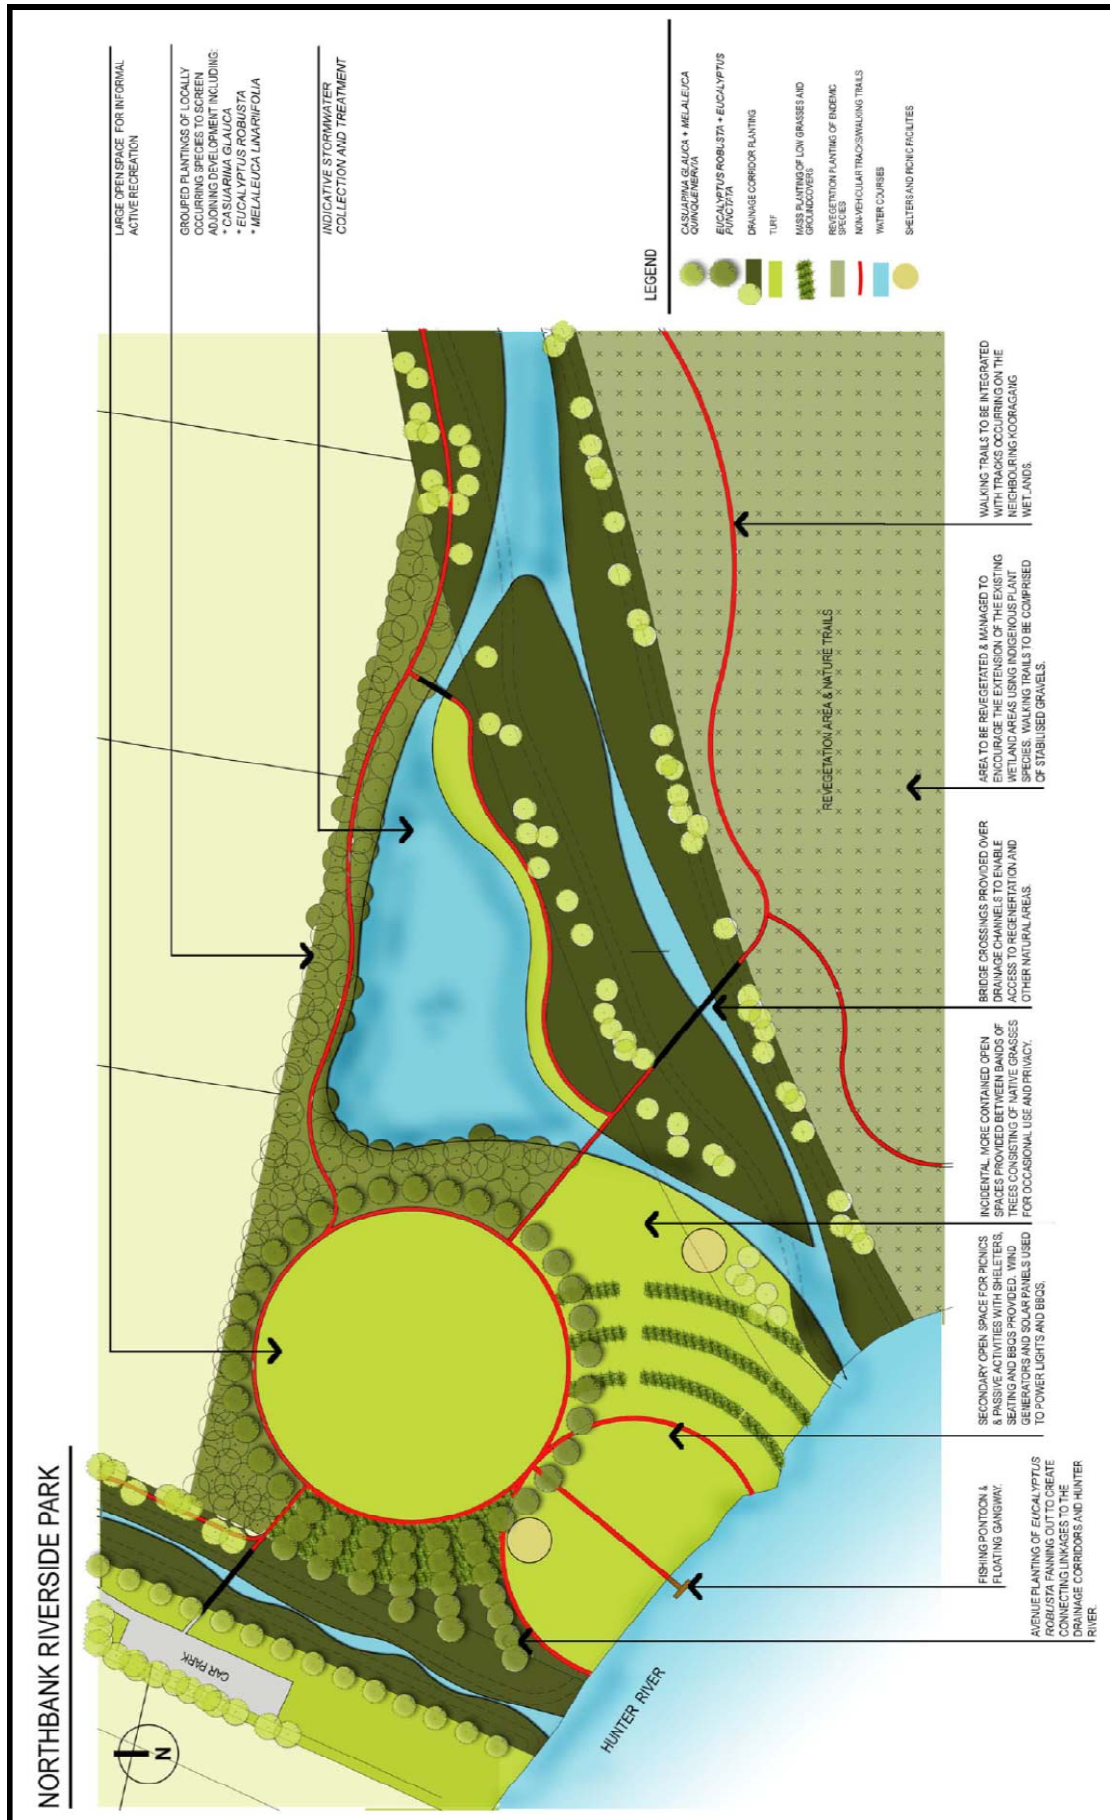 NORTHBANK RIVERSIDE PARK
LARGE OPEN SPACE FOR INFORMAL
ACTIVE RECREATION
GROUPED PLANTINGS OF LOCALLY
OCCURRING SPECIES TO SCREEN
ADJOINING DEVELOPMENT INCLUDING:
* CASUARINA GLAUCA
* EUCALYPTUS ROBUSTA
* MELALEUCA LINARIIFOLIA
INDICATIVE STORMWATER
COLLECTION AND TREATMENT
LEGEND
CASUARINA GLAUCA + MELALEUCA
QUINQUENERVIA
EUCALYPTUS ROBUSTA + EUCALYPTUS
PUNCTATA
DRAINAGE CORRIDOR PLANTING
TURF
MASS PLANTING OF LOW GRASSES AND
GROUNDCOVERS
REVEGETATION PLANTING OF ENDEMIC
SPECIES
NON-VEHICULAR TRACKS/WALKING TRAILS
WATER COURSES
SHELTERS AND PICNIC FACILITIES
CAR PARK
N
HUNTER RIVER
REVEGETATION AREA & NATURE TRAILS
FISHING PONTOON &
FLOATING GANGWAY.
AVENUE PLANTING OF EUCALYPTUS
ROBUSTA FANNING OUT TO CREATE
CONNECTING LINKAGES TO THE
DRAINAGE CORRIDORS AND HUNTER
RIVER.
SECONDARY OPEN SPACE FOR PICNICS
& PASSIVE ACTIVITIES WITH SHELETERS,
SEATING AND BBQS PROVIDED. WIND
GENERATORS AND SOLAR PANELS USED
TO POWER LIGHTS AND BBQS.
INCIDENTAL, MORE CONTAINED OPEN
SPACES PROVIDED BETWEEN BANDS OF
TREES CONSISTING OF NATIVE GRASSES
FOR OCCASIONAL USE AND PRIVACY.
BRIDGE CROSSINGS PROVIDED OVER
DRAINAGE CHANNELS TO ENABLE
ACCESS TO REGENERTATION AND
OTHER NATURAL AREAS.
AREA TO BE REVEGETATED & MANAGED TO
ENCOURAGE THE EXTENSION OF THE EXISTING
WETLAND AREAS USING INDIGENOUS PLANT
SPECIES. WALKING TRAILS TO BE COMPRISED
OF STABILISED GRAVELS.
WALKING TRAILS TO BE INTEGRATED
WITH TRACKS OCCURRING ON THE
NEIGHBOURING KOORAGANG
WETLANDS.